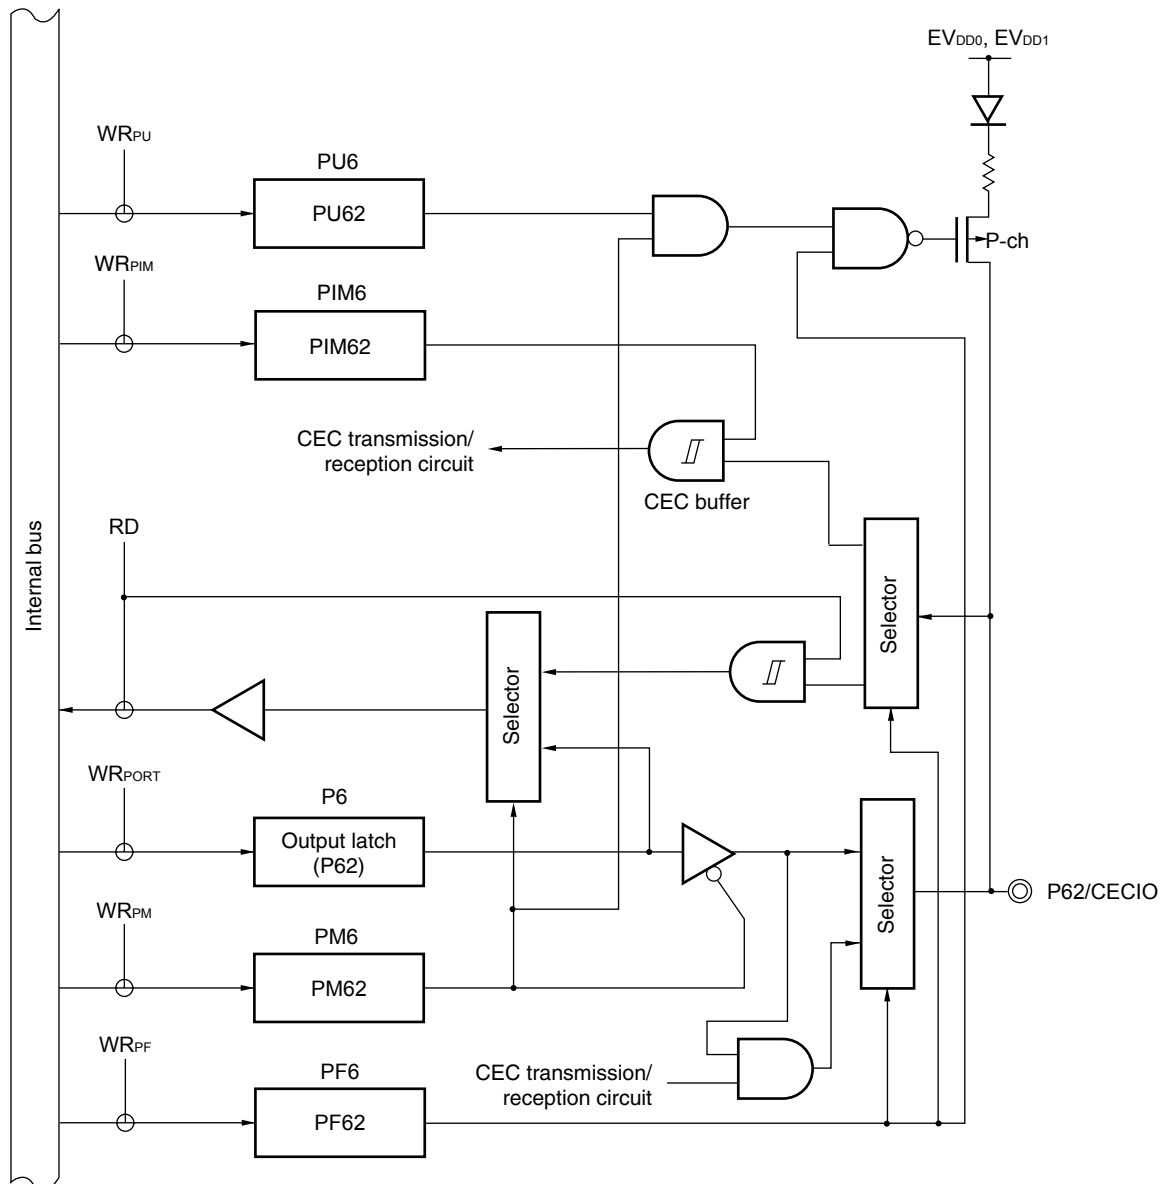 EVDD0, EVDD1
WRPU
PU6
PU62
P-ch
WRPIM
PIM6
PIM62
CEC transmission/
reception circuit
CEC buffer
RD
Internal bus
Selector
Selector
WRPORT
P6
Output latch
(P62)
Selector
P62/CECIO
WRPM
PM6
PM62
WRPF
PF6
PF62
CEC transmission/
reception circuit